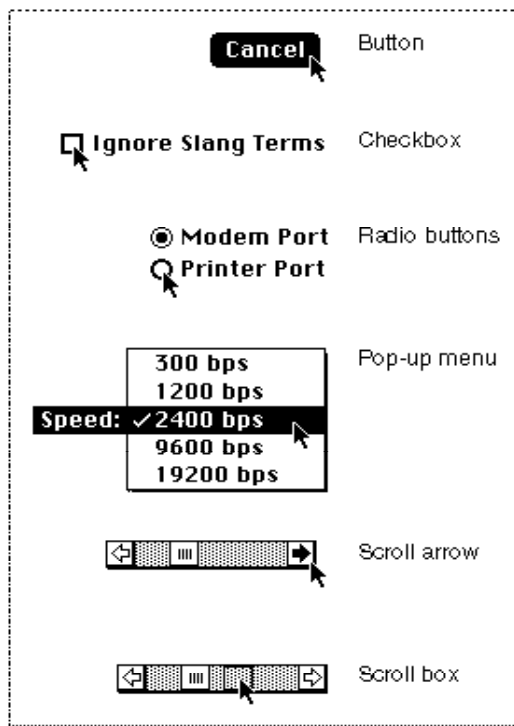 Cancel Button
Ignore Slang Terms Checkbox
Modem Port Radio buttons
Printer Port
300 bps Pop-up menu
1200 bps
Speed: ✓2400 bps
9600 bps
19200 bps
Scroll arrow
Scroll box